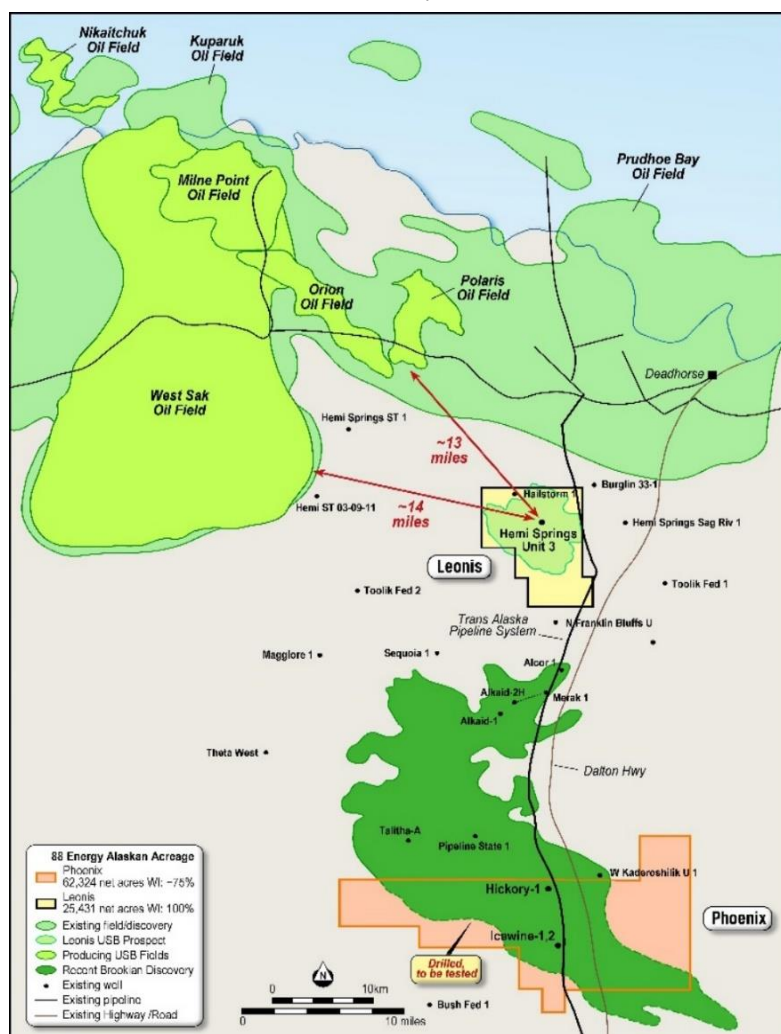 Nikaitchuk
Oil Field
Kuparuk
Oil Field
Milne Point
Oil Field
Prudhoe Bay
Oil Field
Orion
Oil Field
Polaris
Oil Field
Deadhorse
West Sak
Oil Field
Hemi Springs ST 1
~13
miles
Hailstorm 1
Burglin 33-1
Hemi ST 03-09-11
~14
miles
Hemi Springs
Unit 3
Hemi Springs Sag Riv 1
Leonis
Toolik Fed 2
Toolik Fed 1
Trans Alaska
Pipeline System
N Franklin Bluffs U
Magglore 1
Sequoia 1
Alcor 1
Alkaid-2H
Merak 1
Alkaid-1
Theta West
Dalton Hwy
Talitha-A
Pipeline State 1
W Kaderoshilik U 1
Hickory-1
Phoenix
Icewine-1,2
Drilled,
to be tested
Bush Fed 1
88 Energy Alaskan Acreage
Phoenix
62,324 net acres WI: ~75%
Leonis
25,431 net acres WI: 100%
Existing field/discovery
Leonis USB Prospect
Producing USB Fields
Recent Brookian Discovery
Existing well
Existing pipeline
Existing Highway /Road
N
0 10km
0 10 miles